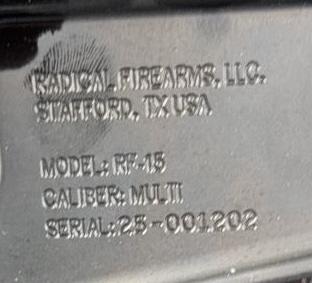 RADICAL FIREARMS, LLC.
STAFFORD, TX USA
MODEL: RF-15
CALIBER: MULTI
SERIAL: 25-001202